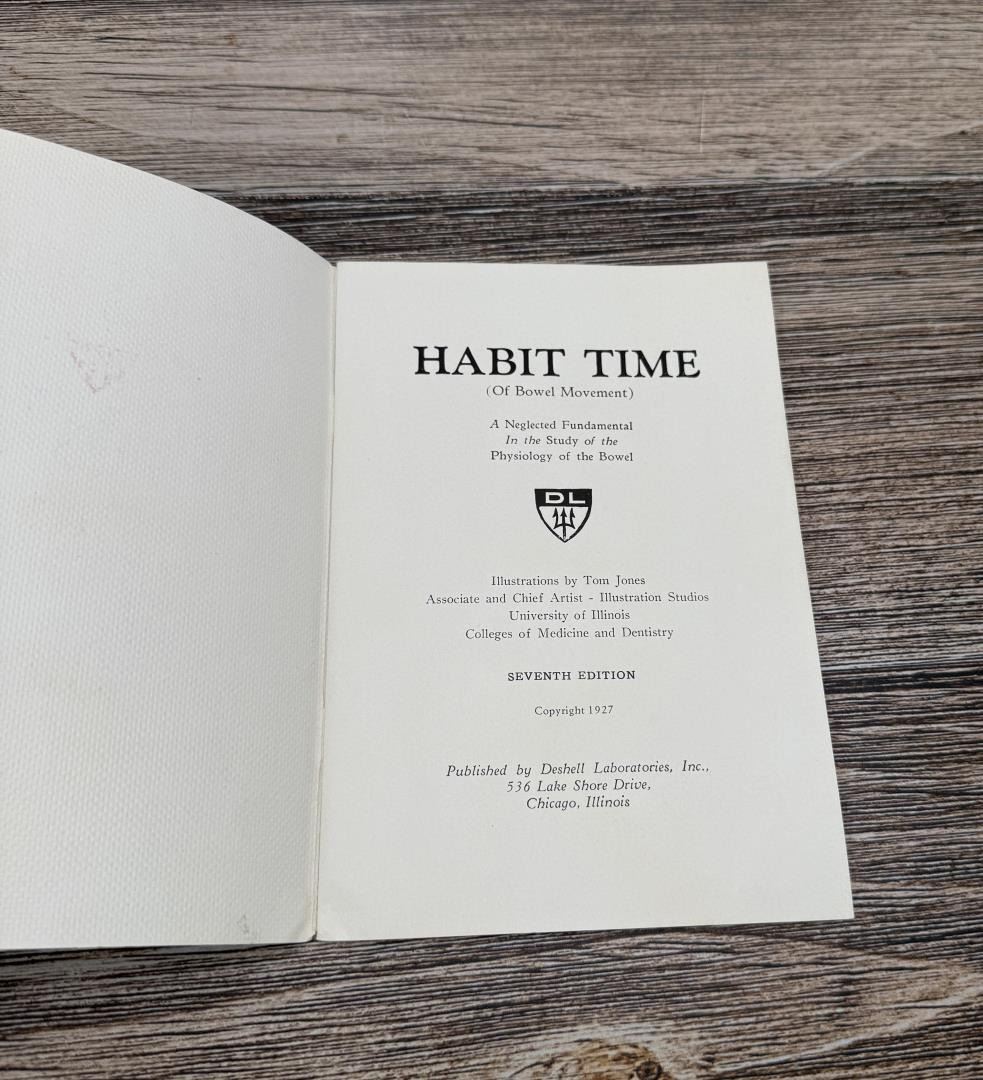 HABIT TIME
(Of Bowel Movement)
A Neglected Fundamental
In the Study of the
Physiology of the Bowel
DL
Illustrations by Tom Jones
Associate and Chief Artist - Illustration Studios
University of Illinois
Colleges of Medicine and Dentistry
SEVENTH EDITION
Copyright 1927
Published by Deshell Laboratories, Inc.,
536 Lake Shore Drive,
Chicago, Illinois